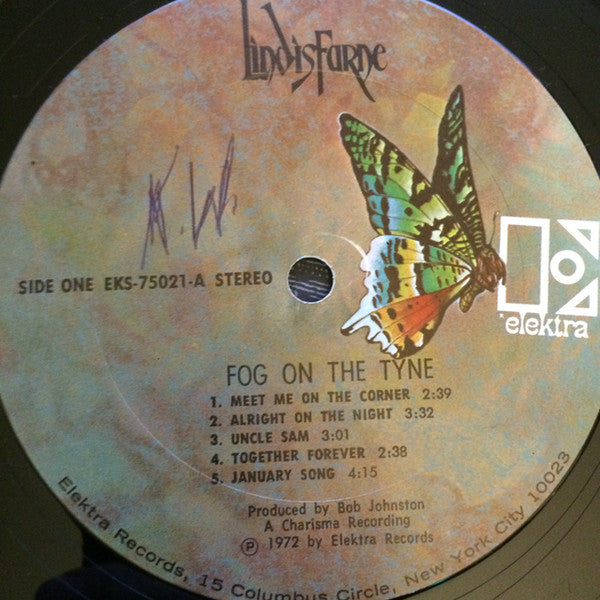 Lindisfarne
K.W.
SIDE ONE EKS-75021-A STEREO
elektra
FOG ON THE TYNE
1. MEET ME ON THE CORNER 2:39
2. ALRIGHT ON THE NIGHT 3:32
3. UNCLE SAM 3:01
4. TOGETHER FOREVER 2:38
5. JANUARY SONG 4:15
Produced by Bob Johnston
A Charisma Recording
Ⓟ 1972 by Elektra Records
Elektra Records, 15 Columbus Circle, New York City 10023